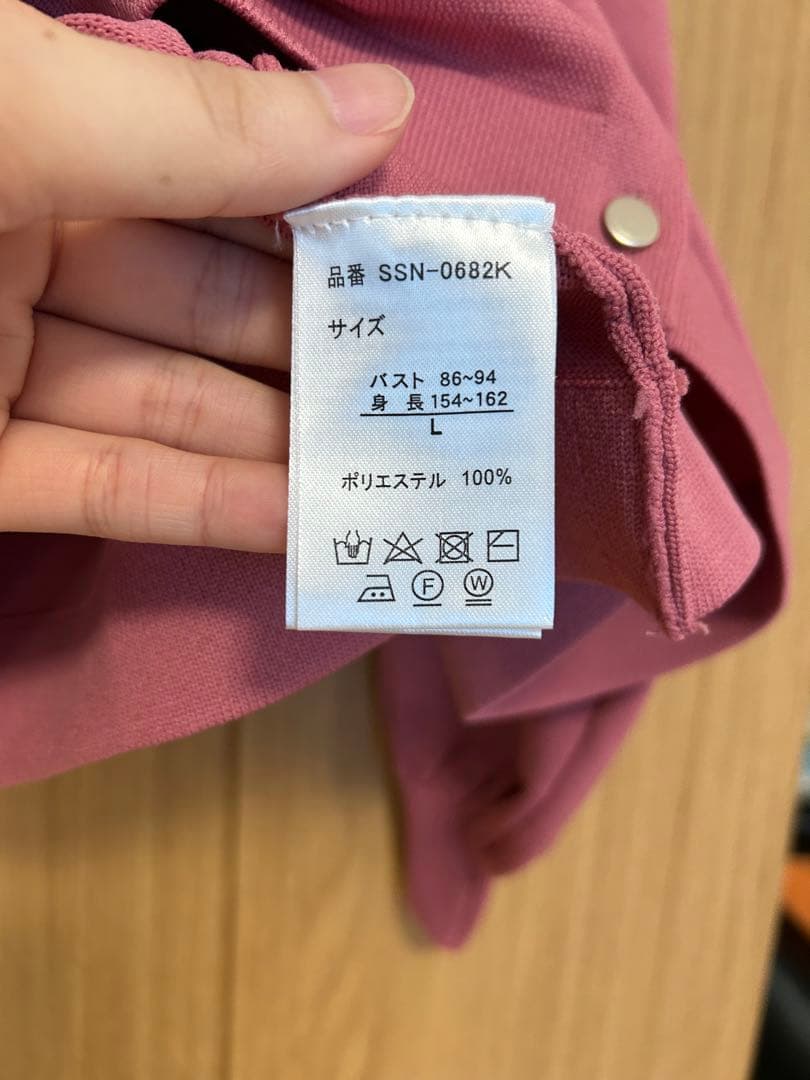 品番 SSN-0682K
サイズ
バスト 86~94
身 長 154~162
L
ポリエステル 100%
F W